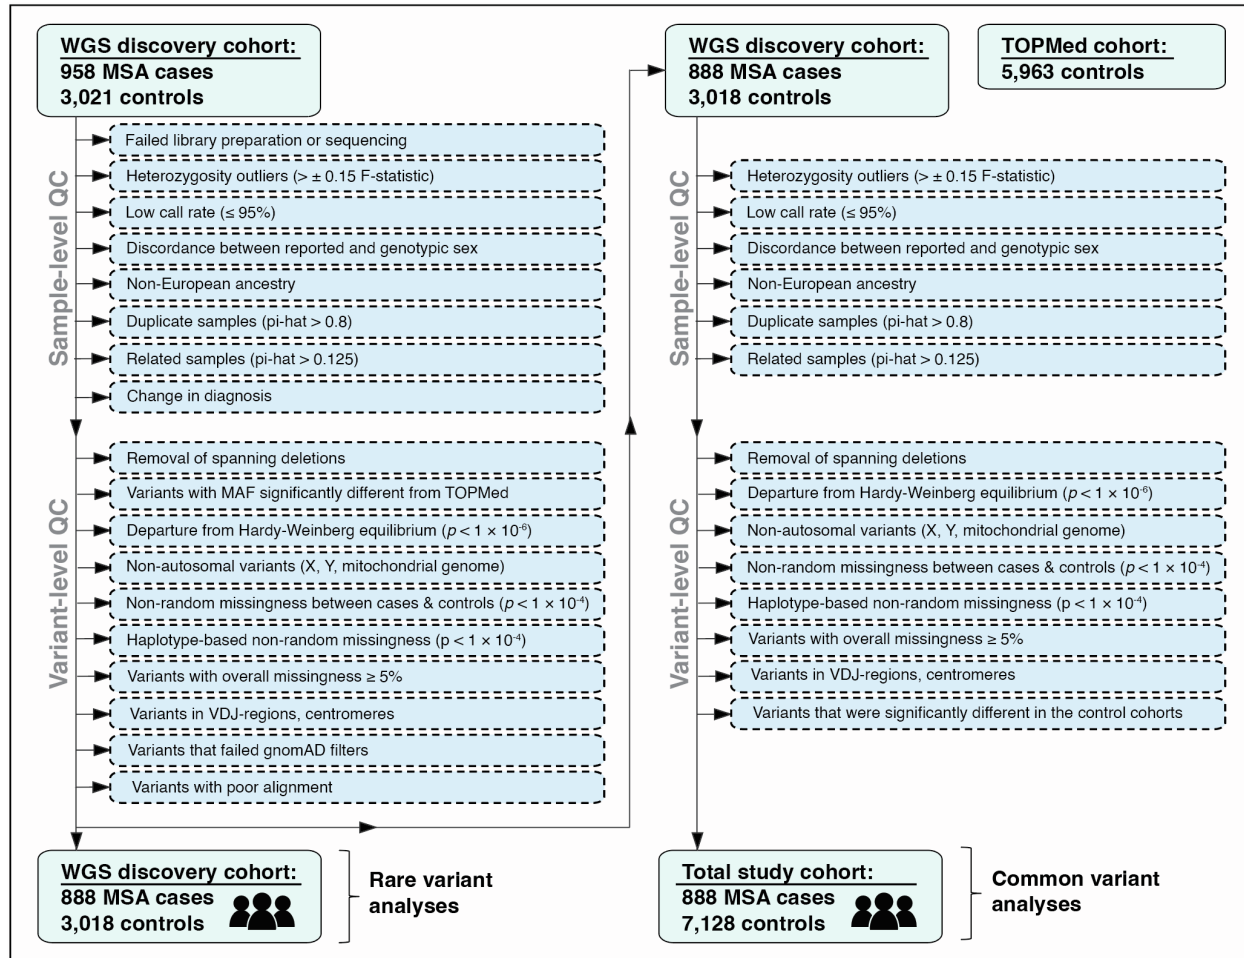 WGS discovery cohort:
958 MSA cases
3,021 controls
Sample-level QC
Failed library preparation or sequencing
Heterozygosity outliers (> ± 0.15 F-statistic)
Low call rate (≤ 95%)
Discordance between reported and genotypic sex
Non-European ancestry
Duplicate samples (pi-hat > 0.8)
Related samples (pi-hat > 0.125)
Change in diagnosis
Variant-level QC
Removal of spanning deletions
Variants with MAF significantly different from TOPMed
Departure from Hardy-Weinberg equilibrium (p < 1 × 10⁻⁶)
Non-autosomal variants (X, Y, mitochondrial genome)
Non-random missingness between cases & controls (p < 1 × 10⁻⁴)
Haplotype-based non-random missingness (p < 1 × 10⁻⁴)
Variants with overall missingness ≥ 5%
Variants in VDJ-regions, centromeres
Variants that failed gnomAD filters
Variants with poor alignment
WGS discovery cohort:
888 MSA cases
3,018 controls
Rare variant
analyses
WGS discovery cohort:
888 MSA cases
3,018 controls
TOPMed cohort:
5,963 controls
Sample-level QC
Heterozygosity outliers (> ± 0.15 F-statistic)
Low call rate (≤ 95%)
Discordance between reported and genotypic sex
Non-European ancestry
Duplicate samples (pi-hat > 0.8)
Related samples (pi-hat > 0.125)
Variant-level QC
Removal of spanning deletions
Departure from Hardy-Weinberg equilibrium (p < 1 × 10⁻⁶)
Non-autosomal variants (X, Y, mitochondrial genome)
Non-random missingness between cases & controls (p < 1 × 10⁻⁴)
Haplotype-based non-random missingness (p < 1 × 10⁻⁴)
Variants with overall missingness ≥ 5%
Variants in VDJ-regions, centromeres
Variants that were significantly different in the control cohorts
Total study cohort:
888 MSA cases
7,128 controls
Common variant
analyses